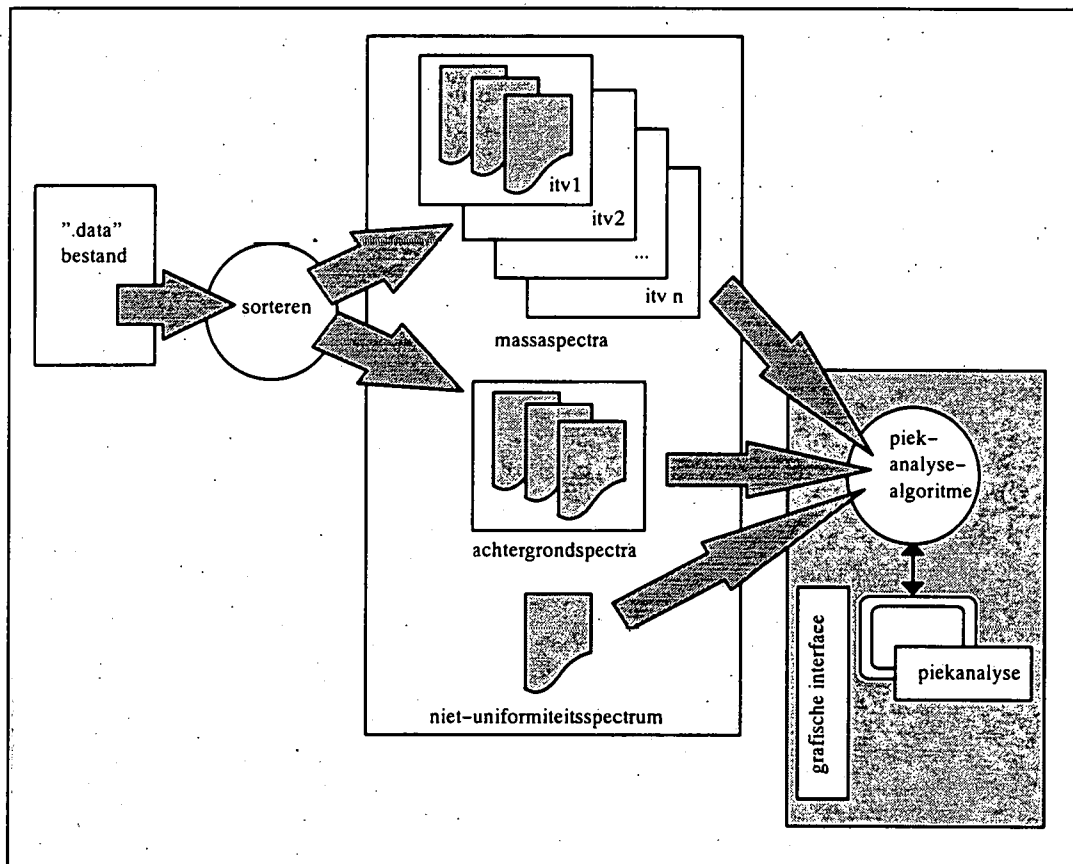 ".data"
bestand
sorteren
itv1
itv2
...
itv n
massaspectra
achtergrondspectra
niet-uniformiteitsspectrum
piek-
analyse-
algoritme
grafische interface
piekanalyse